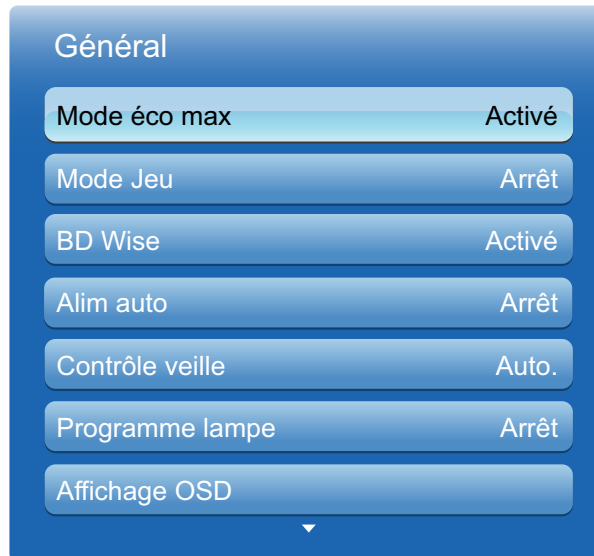 Général
Mode éco max Activé
Mode Jeu Arrêt
BD Wise Activé
Alim auto Arrêt
Contrôle veille Auto.
Programme lampe Arrêt
Affichage OSD